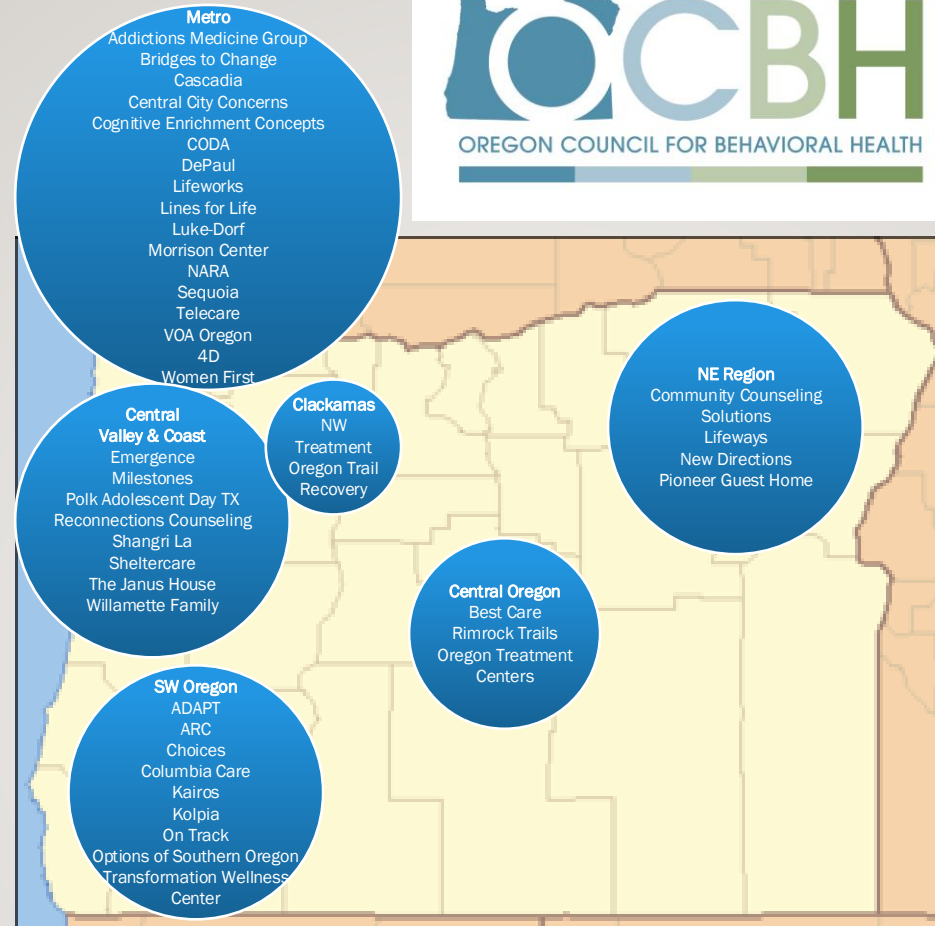 Metro
Addictions Medicine Group
Bridges to Change
Cascadia
Central City Concerns
Cognitive Enrichment Concepts
CODA
DePaul
Lifeworks
Lines for Life
Luke-Dorf
Morrison Center
NARA
Sequoia
Telecare
VOA Oregon
4D
Women First
OCBH
OREGON COUNCIL FOR BEHAVIORAL HEALTH
Central
Valley & Coast
Emergence
Milestones
Polk Adolescent Day TX
Reconnections Counseling
Shangri La
Sheltercare
The Janus House
Willamette Family
Clackamas
NW
Treatment
Oregon Trail
Recovery
NE Region
Community Counseling
Solutions
Lifeways
New Directions
Pioneer Guest Home
Central Oregon
Best Care
Rimrock Trails
Oregon Treatment
Centers
SW Oregon
ADAPT
ARC
Choices
Columbia Care
Kairos
Kolpia
On Track
Options of Southern Oregon
Transformation Wellness
Center